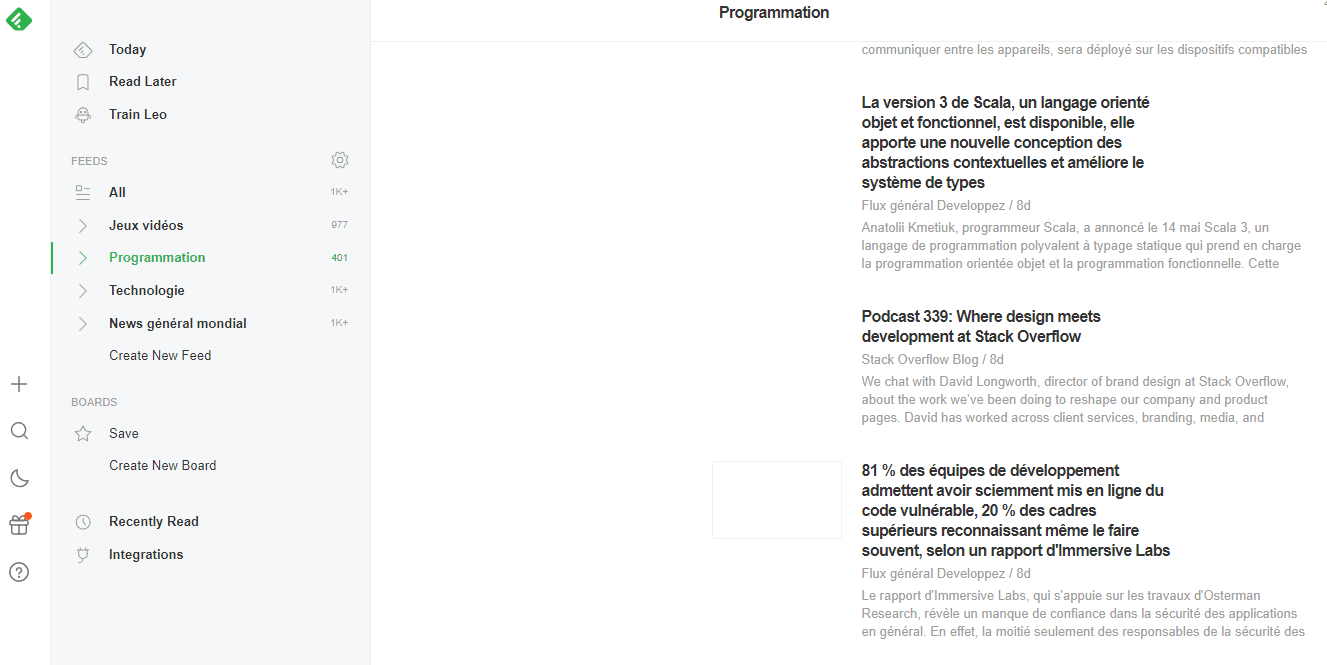 Programmation
Today
Read Later
Train Leo
FEEDS
All 1K+
Jeux vidéos 977
Programmation 401
Technologie 1K+
News général mondial 1K+
Create New Feed
BOARDS
Save
Create New Board
Recently Read
Integrations
communiquer entre les appareils, sera déployé sur les dispositifs compatibles
La version 3 de Scala, un langage orienté
objet et fonctionnel, est disponible, elle
apporte une nouvelle conception des
abstractions contextuelles et améliore le
système de types
Flux général Developpez / 8d
Anatolii Kmetiuk, programmeur Scala, a annoncé le 14 mai Scala 3, un
langage de programmation polyvalent à typage statique qui prend en charge
la programmation orientée objet et la programmation fonctionnelle. Cette
Podcast 339: Where design meets
development at Stack Overflow
Stack Overflow Blog / 8d
We chat with David Longworth, director of brand design at Stack Overflow,
about the work we’ve been doing to reshape our company and product
pages. David has worked across client services, branding, media, and
81 % des équipes de développement
admettent avoir sciemment mis en ligne du
code vulnérable, 20 % des cadres
supérieurs reconnaissant même le faire
souvent, selon un rapport d'Immersive Labs
Flux général Developpez / 8d
Le rapport d'Immersive Labs, qui s'appuie sur les travaux d'Osterman
Research, révèle un manque de confiance dans la sécurité des applications
en général. En effet, la moitié seulement des responsables de la sécurité des